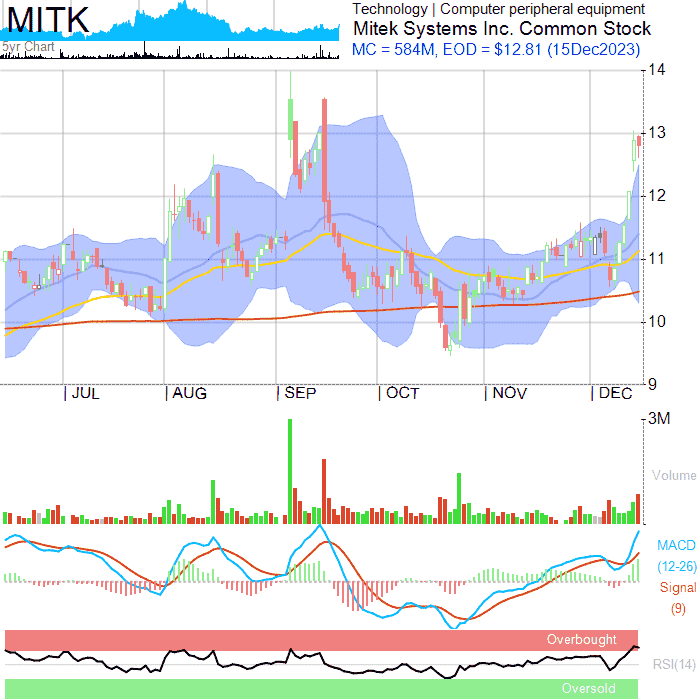 MITK
Technology | Computer peripheral equipment
Mitek Systems Inc. Common Stock
5yr Chart
MC = 584M, EOD = $12.81 (15Dec2023)
14
13
12
11
10
9
| JUL | AUG | SEP | OCT | NOV | DEC
3M
Volume
MACD
(12-26)
Signal
(9)
Overbought
RSI(14)
Oversold